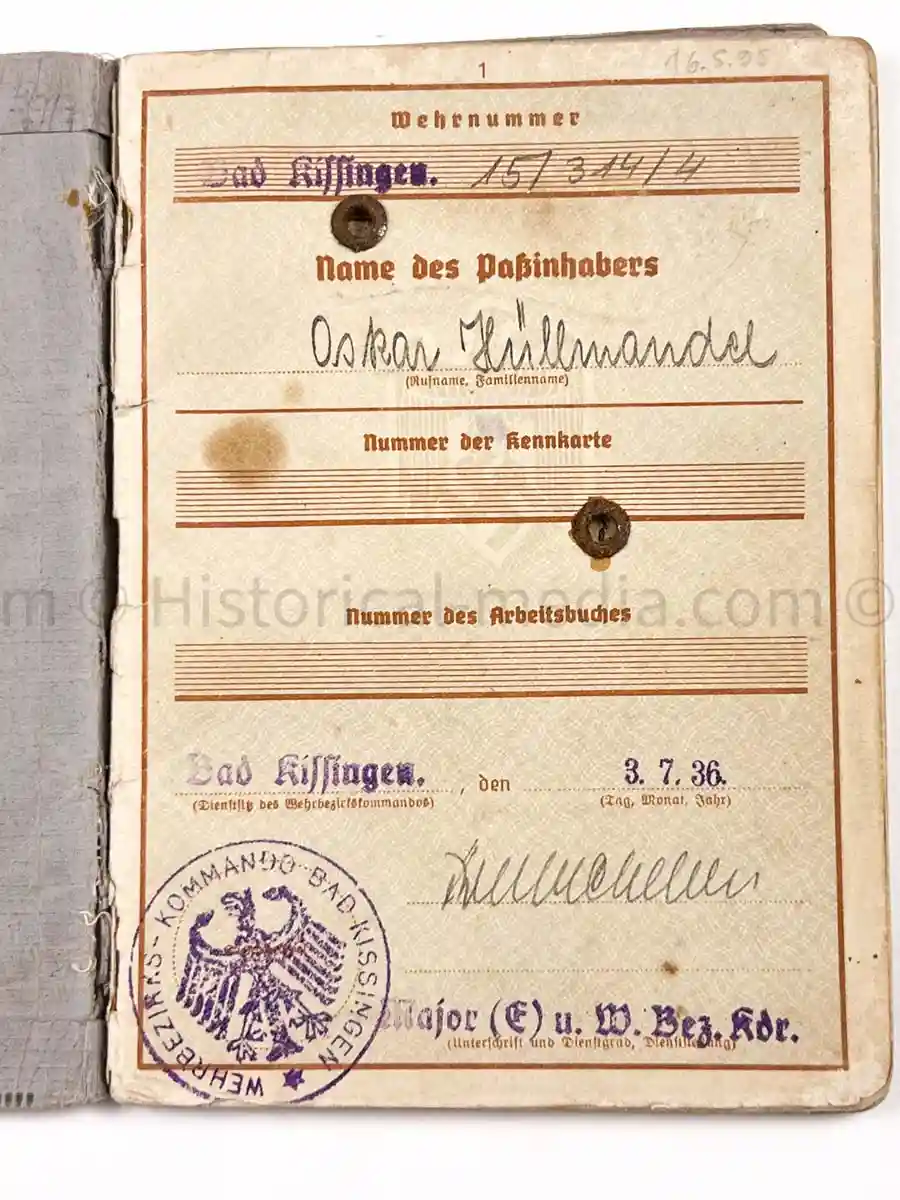 1
16.5.95
Wehrnummer
Bad Kissingen. 15/314/4
Name des Paßinhabers
Oskar Hüllmandel
(Rufname, Familienname)
Nummer der Kennkarte
m © Historical-media.com ©
Nummer des Arbeitsbuches
Bad Kissingen., den 3. 7. 36.
(Dienstsitz des Wehrbezirkskommandos) (Tag, Monat, Jahr)
WEHRBEZIRKS-KOMMANDO BAD KISSINGEN
Major (E) u. W. Bez. Kdr.
(Unterschrift und Dienstgrad, Dienststellung)